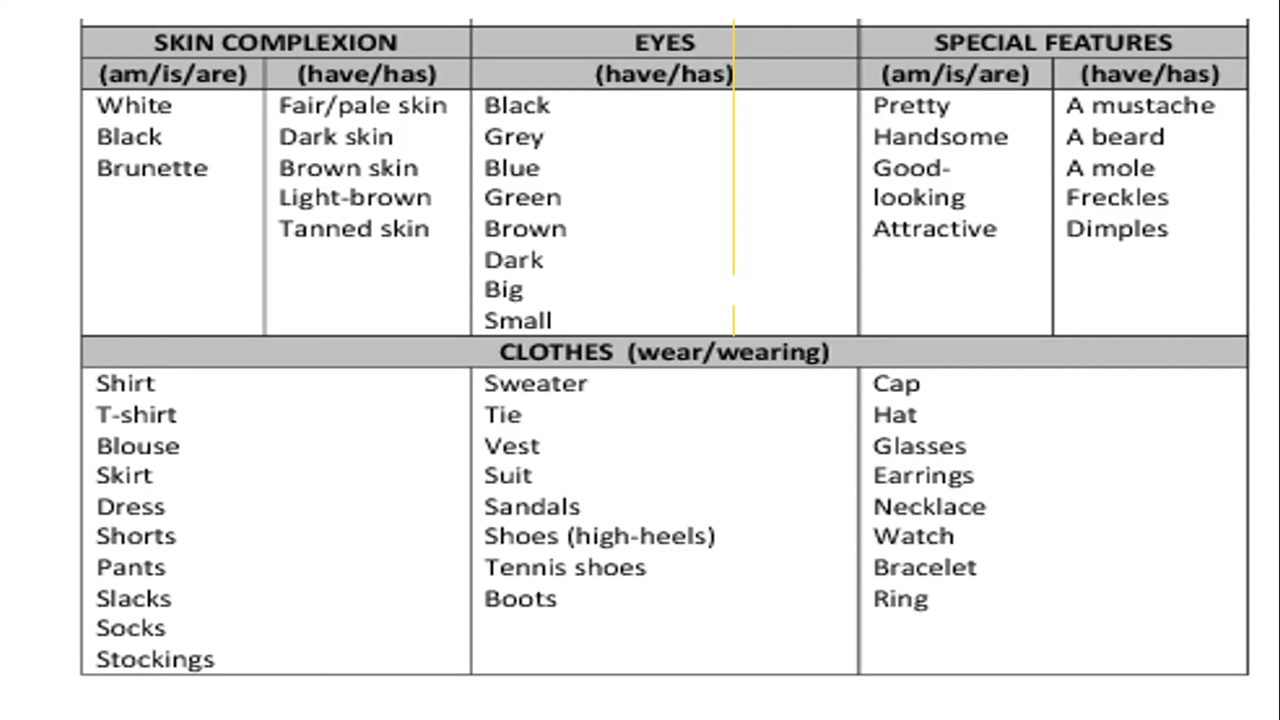 SKIN COMPLEXION
EYES
SPECIAL FEATURES
(am/is/are)
(have/has)
(have/has)
(am/is/are)
(have/has)
White
Black
Brunette
Fair/pale skin
Dark skin
Brown skin
Light-brown
Tanned skin
Black
Grey
Blue
Green
Brown
Dark
Big
Small
Pretty
Handsome
Good-
looking
Attractive
A mustache
A beard
A mole
Freckles
Dimples
CLOTHES (wear/wearing)
Shirt
T-shirt
Blouse
Skirt
Dress
Shorts
Pants
Slacks
Socks
Stockings
Sweater
Tie
Vest
Suit
Sandals
Shoes (high-heels)
Tennis shoes
Boots
Cap
Hat
Glasses
Earrings
Necklace
Watch
Bracelet
Ring